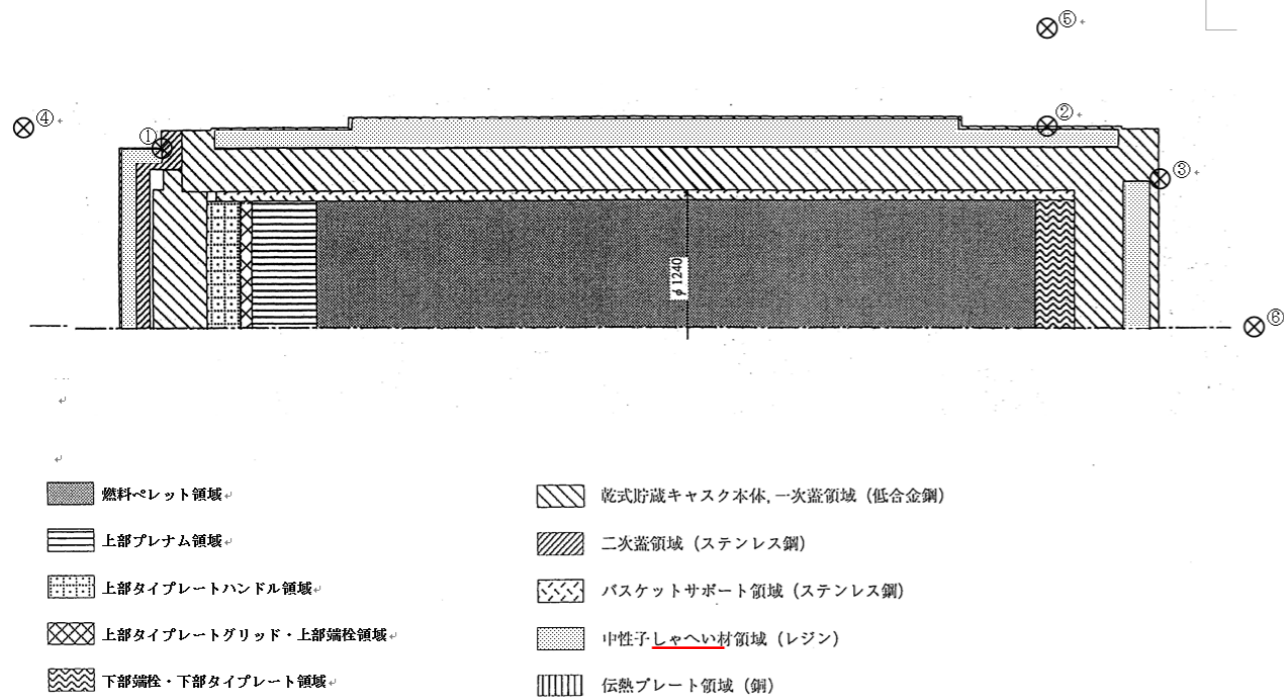 ⑤
④
①
②
③
φ1240
⑥
燃料ペレット領域
上部プレナム領域
上部タイプレートハンドル領域
上部タイプレートグリッド・上部端栓領域
下部端栓・下部タイプレート領域
乾式貯蔵キャスク本体,一次蓋領域 (低合金鋼)
二次蓋領域 (ステンレス鋼)
バスケットサポート領域 (ステンレス鋼)
中性子しゃへい材領域 (レジン)
伝熱プレート領域 (銅)